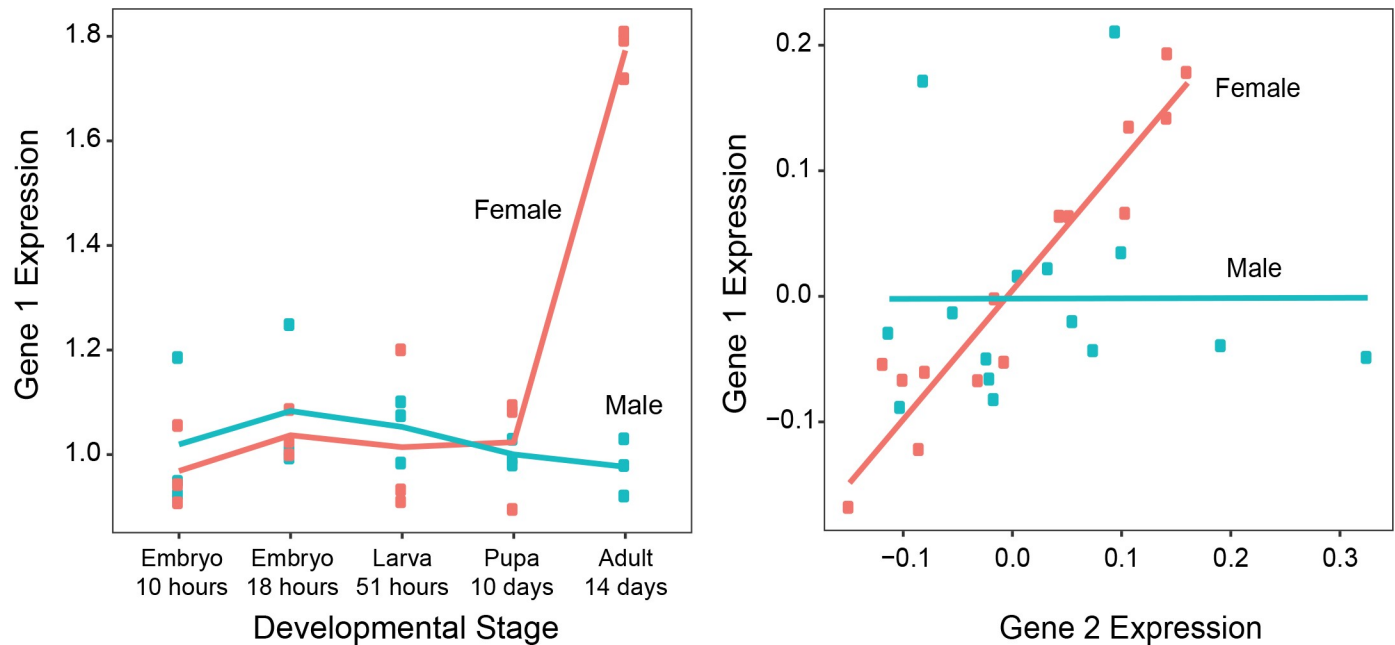 Gene 1 Expression
1.8
1.6
1.4
1.2
1.0
Female
Male
Embryo
10 hours
Embryo
18 hours
Larva
51 hours
Pupa
10 days
Adult
14 days
Developmental Stage
Gene 1 Expression
0.2
0.1
0.0
−0.1
Female
Male
−0.1
0.0
0.1
0.2
0.3
Gene 2 Expression